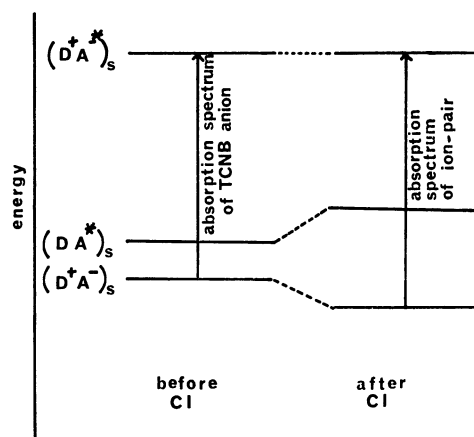 (D⁺A⁻*)ₛ
absorption spectrum
of TCNB anion
absorption
spectrum
of ion-pair
energy
(DA*)ₛ
(D⁺A⁻)ₛ
before
CI
after
CI